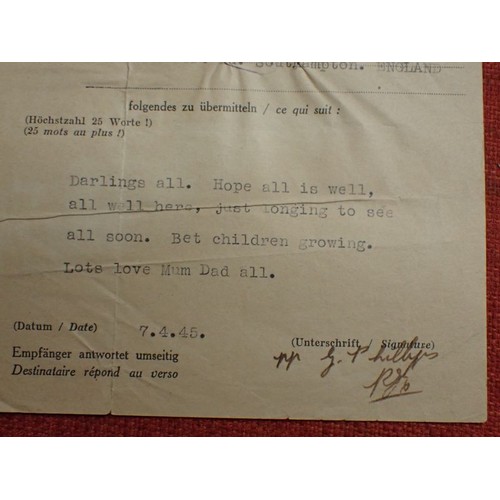 Southampton. ENGLAND
folgendes zu übermitteln / ce qui suit :
(Höchstzahl 25 Worte !)
(25 mots au plus !)
Darlings all. Hope all is well,
all well here, just longing to see
all soon. Bet children growing.
Lots love Mum Dad all.
(Datum / Date) 7.4.45.
(Unterschrift Signature)
Empfänger antwortet umseitig
Destinataire répond au verso
pp G. Phillips